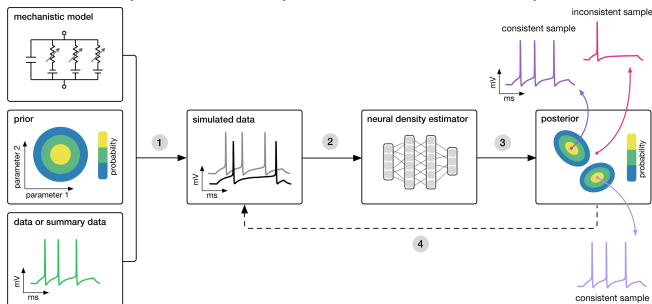 mechanistic model
prior
parameter 2
parameter 1
probability
data or summary data
mV
ms
1
simulated data
mV
ms
2
neural density estimator
3
posterior
probability
4
consistent sample
mV
ms
inconsistent sample
consistent sample